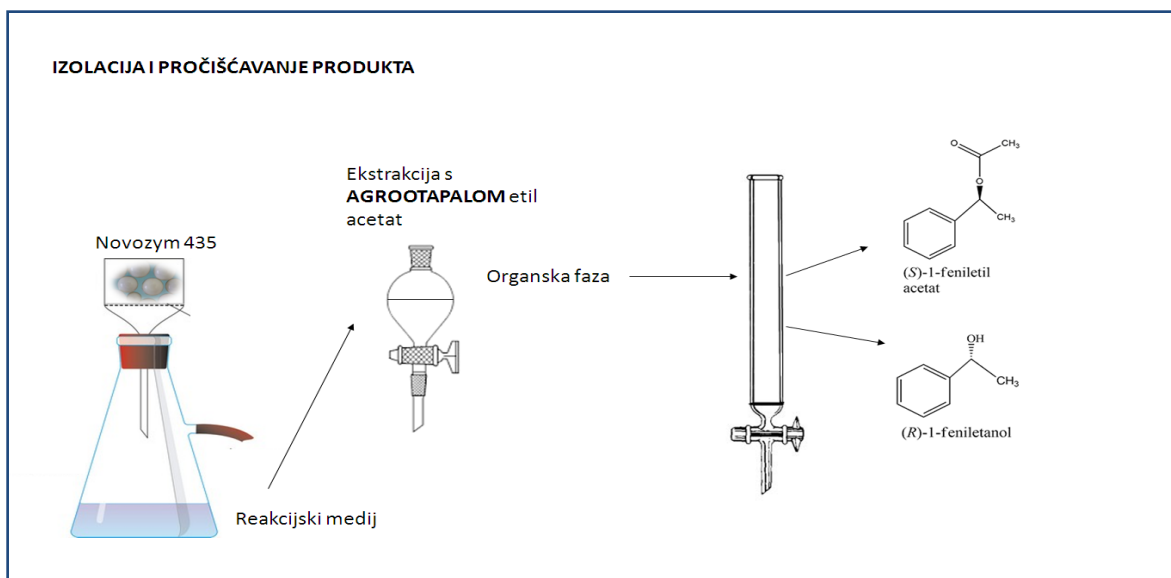 IZOLACIJA I PROČIŠĆAVANJE PRODUKTA
Novozym 435
Reakcijski medij
Ekstrakcija s
AGROOTAPALOM etil
acetat
Organska faza
O
CH₃
O
CH₃
(S)-1-feniletil
acetat
OH
CH₃
(R)-1-feniletanol